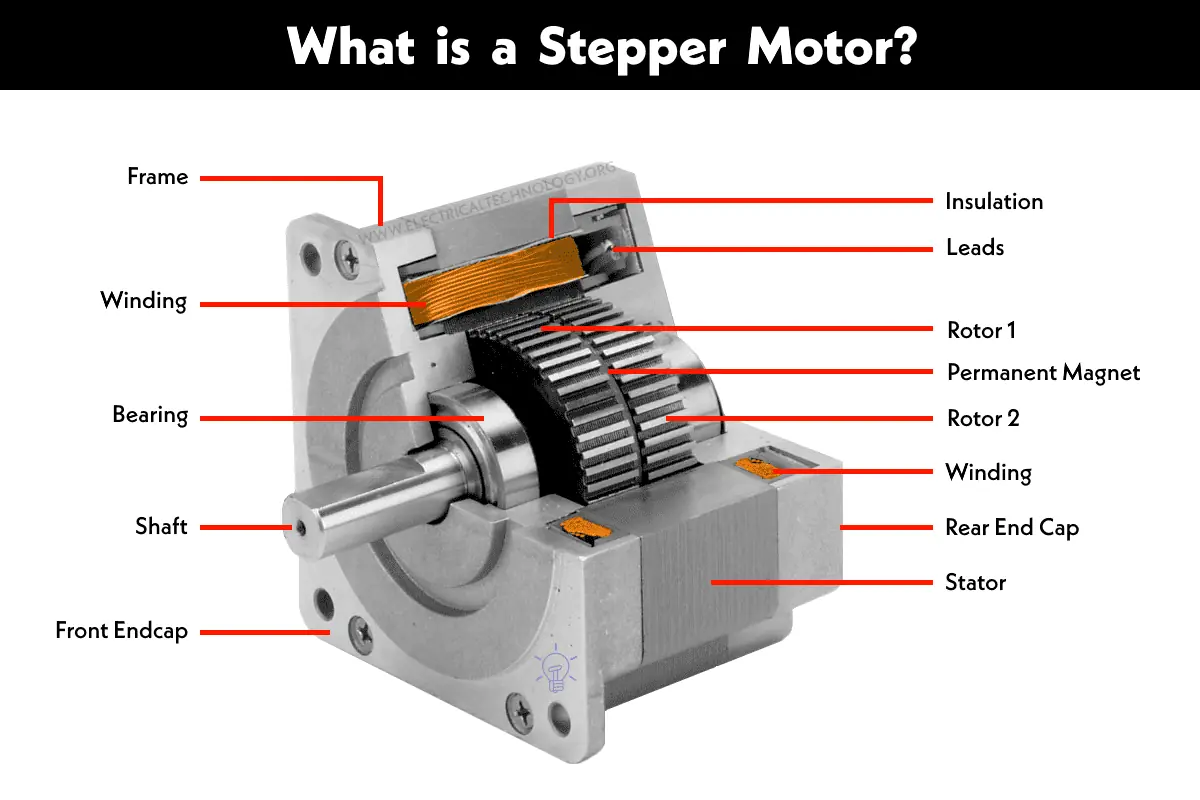 What is a Stepper Motor?
Frame
WWW.ELECTRICALTECHNOLOGY.ORG
Insulation
Leads
Winding
Rotor 1
Permanent Magnet
Bearing
Rotor 2
Winding
Shaft
Rear End Cap
Stator
Front Endcap